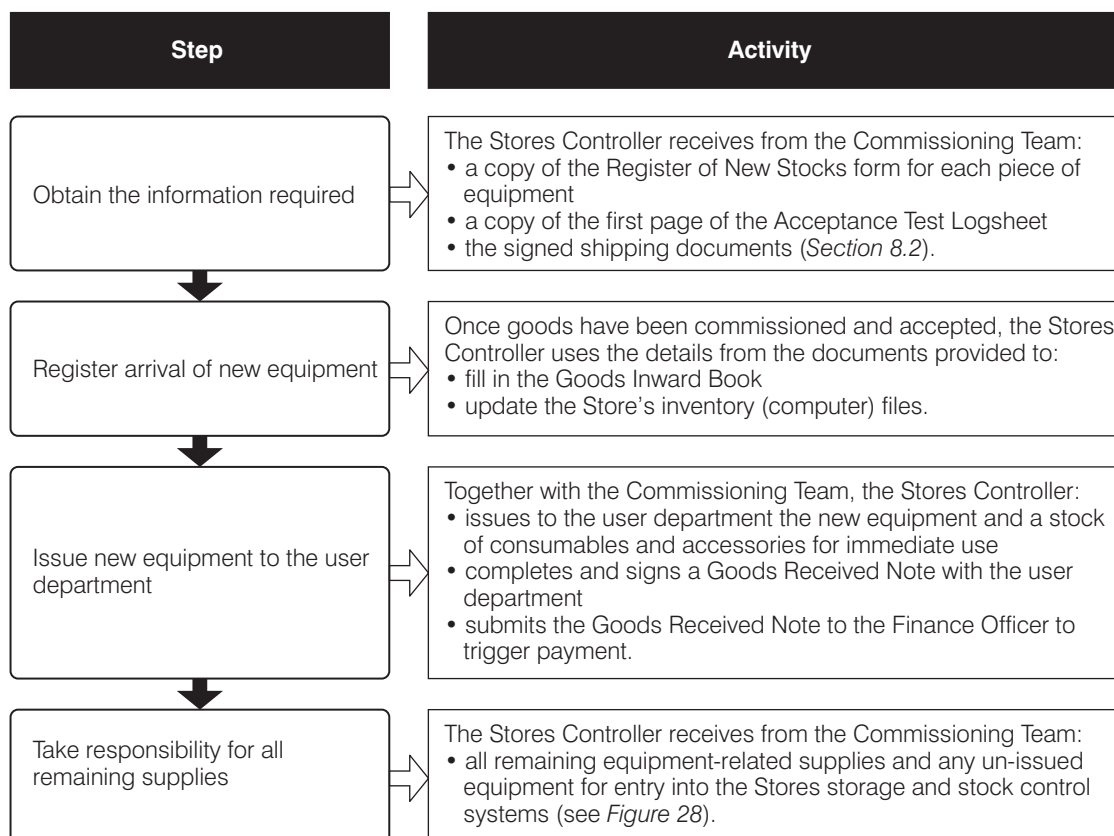 Step
Activity
Obtain the information required
The Stores Controller receives from the Commissioning Team:
• a copy of the Register of New Stocks form for each piece of
equipment
• a copy of the first page of the Acceptance Test Logsheet
• the signed shipping documents (Section 8.2).
Register arrival of new equipment
Once goods have been commissioned and accepted, the Stores
Controller uses the details from the documents provided to:
• fill in the Goods Inward Book
• update the Store's inventory (computer) files.
Issue new equipment to the user
department
Together with the Commissioning Team, the Stores Controller:
• issues to the user department the new equipment and a stock
of consumables and accessories for immediate use
• completes and signs a Goods Received Note with the user
department
• submits the Goods Received Note to the Finance Officer to
trigger payment.
Take responsibility for all
remaining supplies
The Stores Controller receives from the Commissioning Team:
• all remaining equipment-related supplies and any un-issued
equipment for entry into the Stores storage and stock control
systems (see Figure 28).